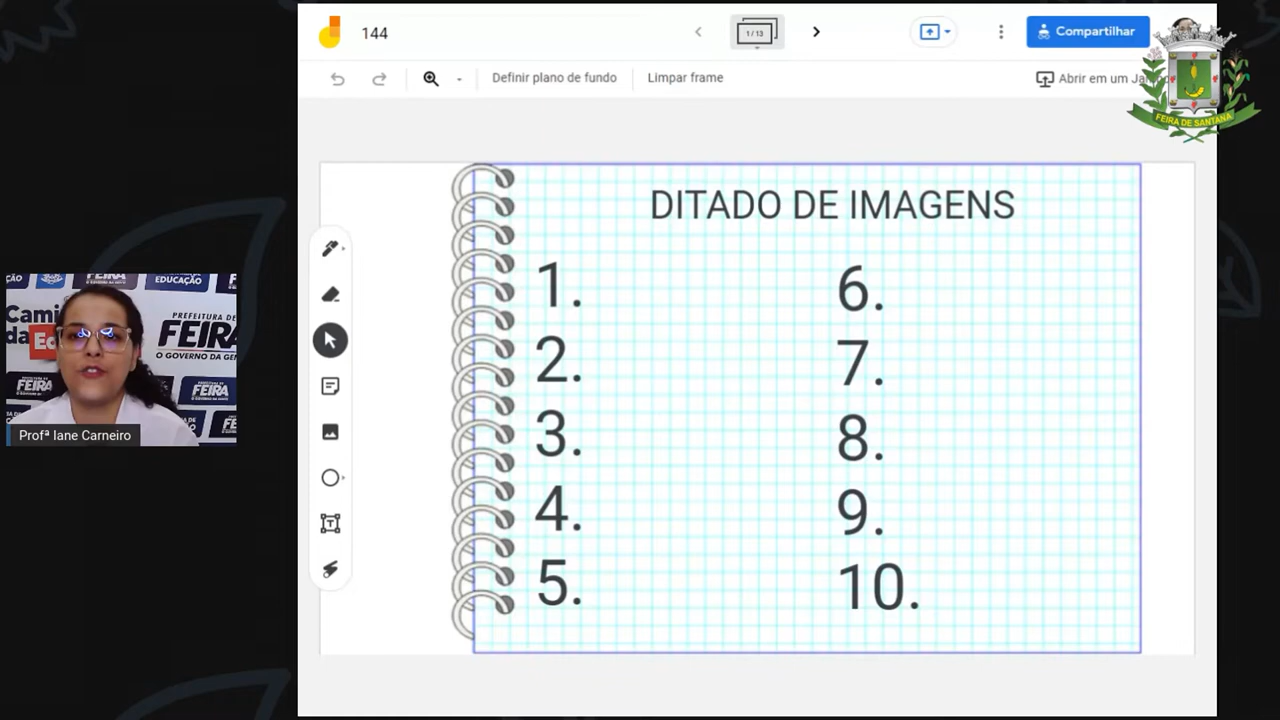 144
1 / 13
Compartilhar
Definir plano de fundo
Limpar frame
Abrir em um
FEIRA DE SANTANA
DITADO DE IMAGENS
1.
2.
3.
4.
5.
6.
7.
8.
9.
10.
EDUCAÇÃO
PREFEITURA DE
FEIRA
O GOVERNO DA
FEIRA
FEIRA
Profª Iane Carneiro